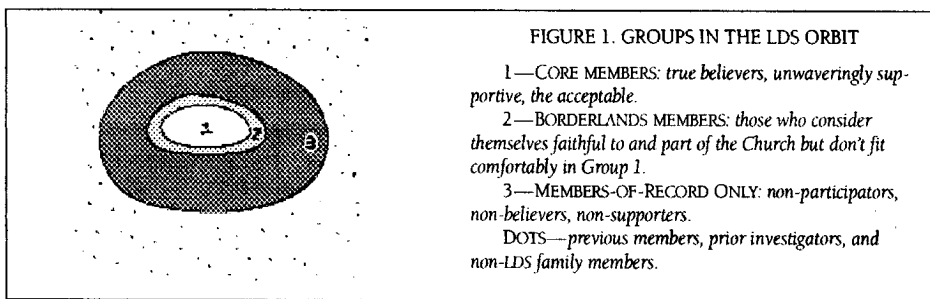 FIGURE 1. GROUPS IN THE LDS ORBIT
1—CORE MEMBERS: true believers, unwaveringly sup-
portive, the acceptable.
2—BORDERLANDS MEMBERS: those who consider
themselves faithful to and part of the Church but don't fit
comfortably in Group 1.
3—MEMBERS-OF-RECORD ONLY: non-participators,
non-believers, non-supporters.
DOTS—previous members, prior investigators, and
non-LDS family members.
1
2
3